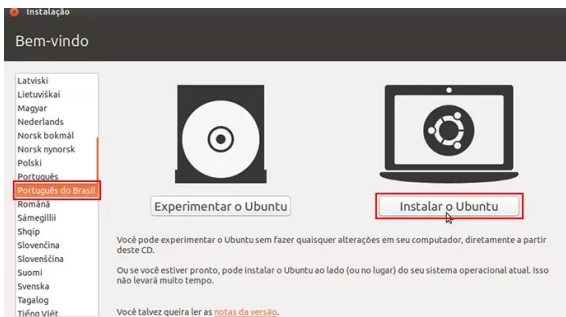 Instalação
Bem-vindo
Latviski
Lietuviškai
Magyar
Nederlands
Norsk bokmål
Norsk nynorsk
Polski
Português
Português do Brasil
Română
Sámegillii
Shqip
Slovenčina
Slovenščina
Suomi
Svenska
Tagalog
Tiếng Việt
Experimentar o Ubuntu
Instalar o Ubuntu
Você pode experimentar o Ubuntu sem fazer quaisquer alterações em seu computador, diretamente a partir
deste CD.
Ou se você estiver pronto, pode instalar o Ubuntu ao lado (ou no lugar) do seu sistema operacional atual. Isso
não levará muito tempo.
Você talvez queira ler as notas da versão.